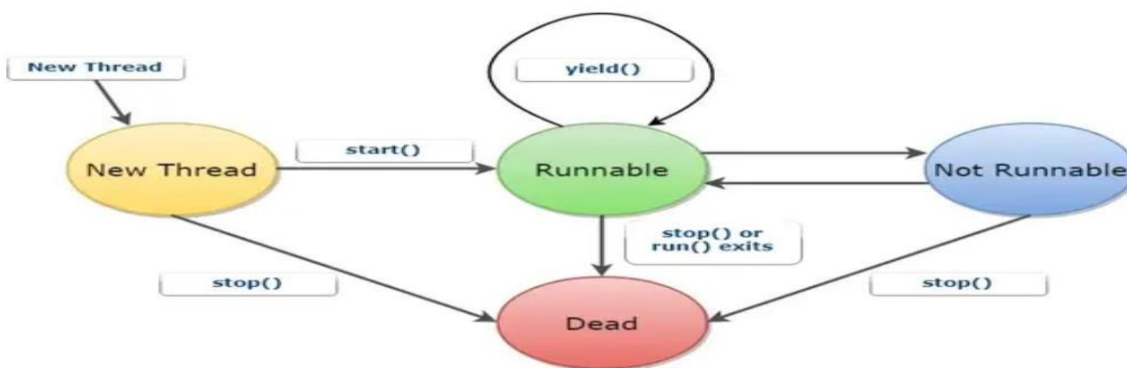 New Thread
yield()
New Thread
start()
Runnable
Not Runnable
stop() or
run() exits
stop()
stop()
Dead